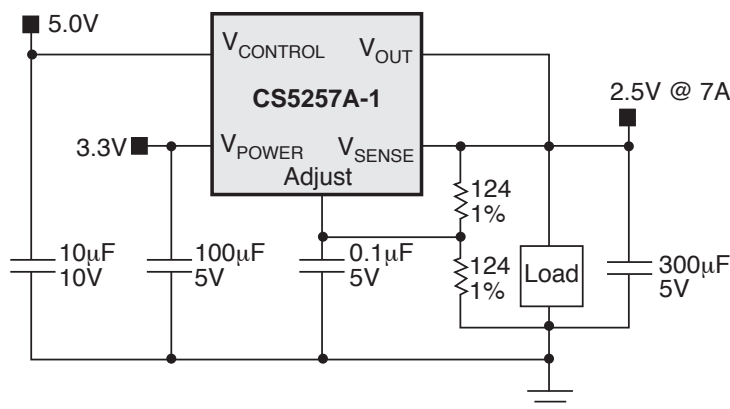 5.0V
VCONTROL
VOUT
CS5257A-1
2.5V @ 7A
3.3V
VPOWER
VSENSE
Adjust
124
1%
10μF
10V
100μF
5V
0.1μF
5V
124
1%
Load
300μF
5V